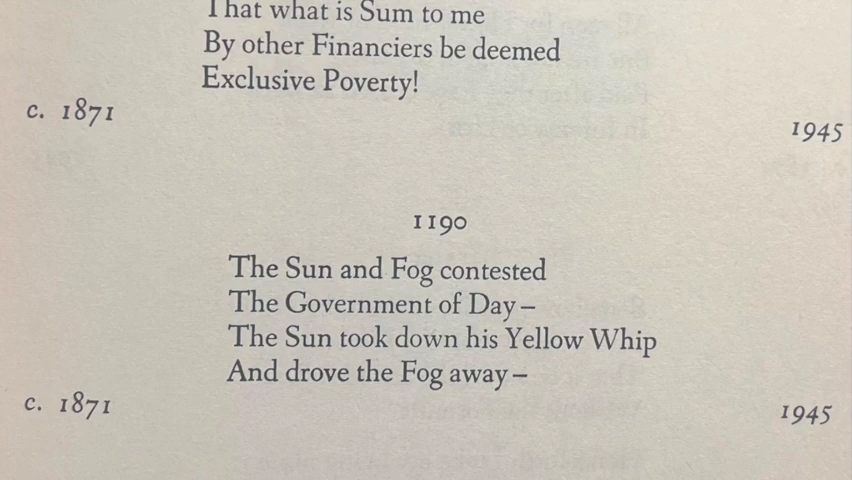 That what is Sum to me
By other Financiers be deemed
Exclusive Poverty!
c. 1871
1945
1190
The Sun and Fog contested
The Government of Day–
The Sun took down his Yellow Whip
And drove the Fog away–
c. 1871
1945